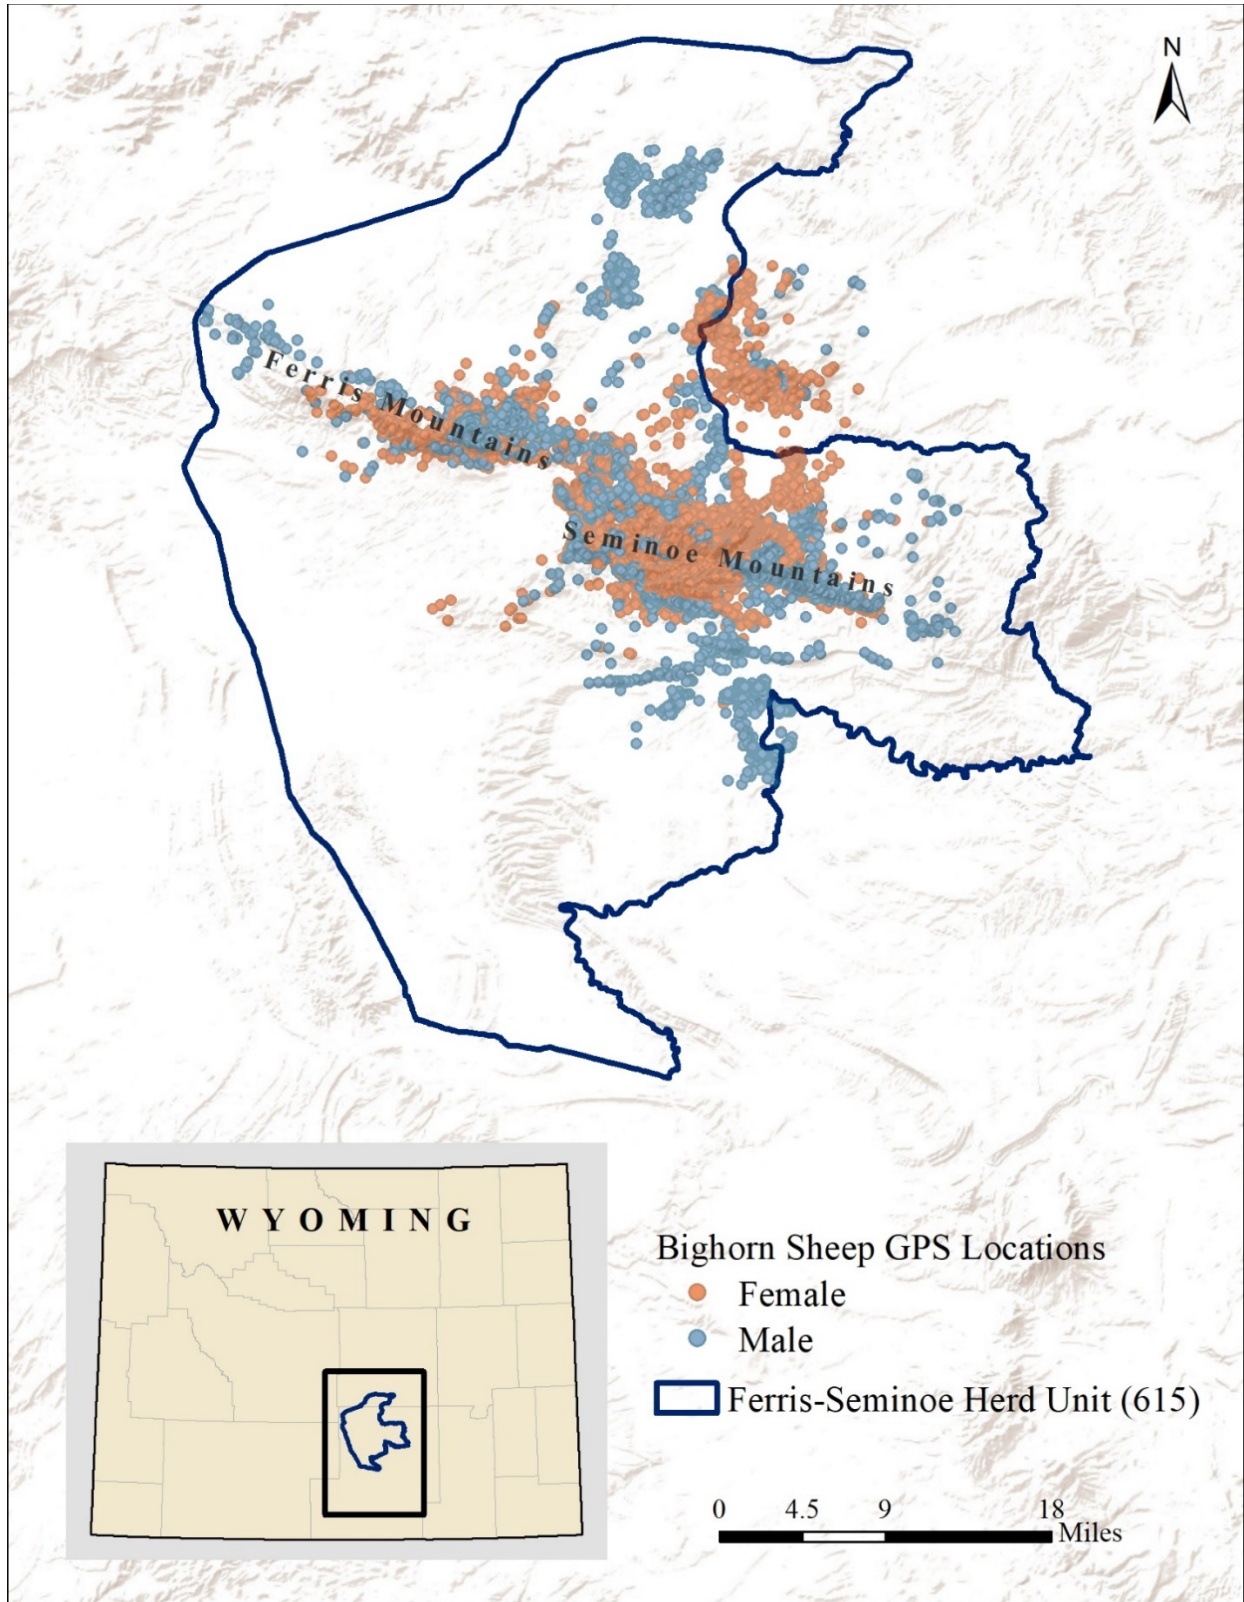 N
Ferris Mountains
Seminoe Mountains
WYOMING
Bighorn Sheep GPS Locations
Female
Male
Ferris-Seminoe Herd Unit (615)
0 4.5 9 18
Miles